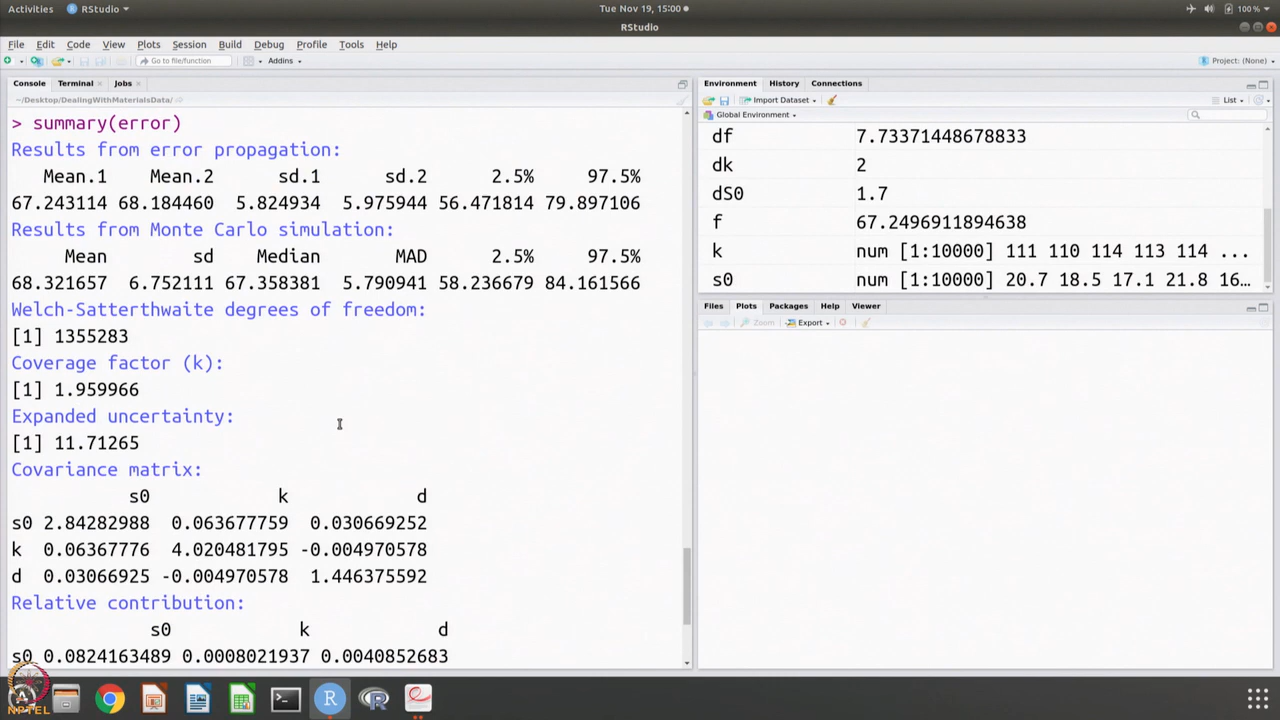 Activities RStudio Tue Nov 19, 15:00 100%
RStudio
File Edit Code View Plots Session Build Debug Profile Tools Help
Go to file/function Addins Project: (None)
Console Terminal Jobs
~/Desktop/DealingWithMaterialsData/
> summary(error)
Results from error propagation:
Mean.1 Mean.2 sd.1 sd.2 2.5% 97.5%
67.243114 68.184460 5.824934 5.975944 56.471814 79.897106
Results from Monte Carlo simulation:
Mean sd Median MAD 2.5% 97.5%
68.321657 6.752111 67.358381 5.790941 58.236679 84.161566
Welch-Satterthwaite degrees of freedom:
[1] 1355283
Coverage factor (k):
[1] 1.959966
Expanded uncertainty:
[1] 11.71265
Covariance matrix:
s0 k d
s0 2.84282988 0.063677759 0.030669252
k 0.06367776 4.020481795 -0.004970578
d 0.03066925 -0.004970578 1.446375592
Relative contribution:
s0 k d
s0 0.0824163489 0.0008021937 0.0040852683
Environment History Connections
Import Dataset List
Global Environment
df 7.73371448678833
dk 2
dS0 1.7
f 67.2496911894638
k num [1:10000] 111 110 114 113 114 ...
s0 num [1:10000] 20.7 18.5 17.1 21.8 16...
Files Plots Packages Help Viewer
Zoom Export
NPTEL